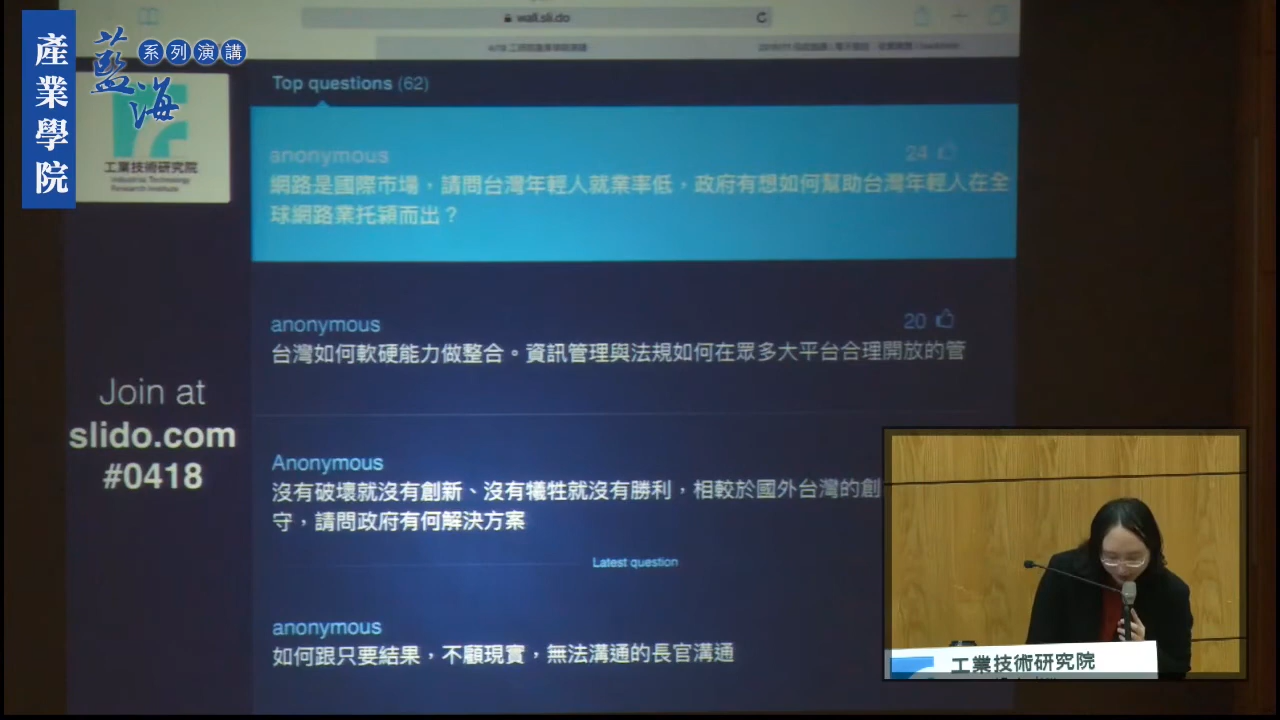 產業學院
藍海
系列演講
wall.sli.do
工業技術研究院
Industrial Technology
Research Institute
Join at
slido.com
#0418
Top questions (62)
anonymous
24
網路是國際市場，請問台灣年輕人就業率低，政府有想如何幫助台灣年輕人在全
球網路業托穎而出？
anonymous
20
台灣如何軟硬能力做整合。資訊管理與法規如何在眾多大平台合理開放的管
Anonymous
沒有破壞就沒有創新、沒有犧牲就沒有勝利，相較於國外台灣的創
守，請問政府有何解決方案
Latest question
anonymous
如何跟只要結果，不顧現實，無法溝通的長官溝通
工業技術研究院